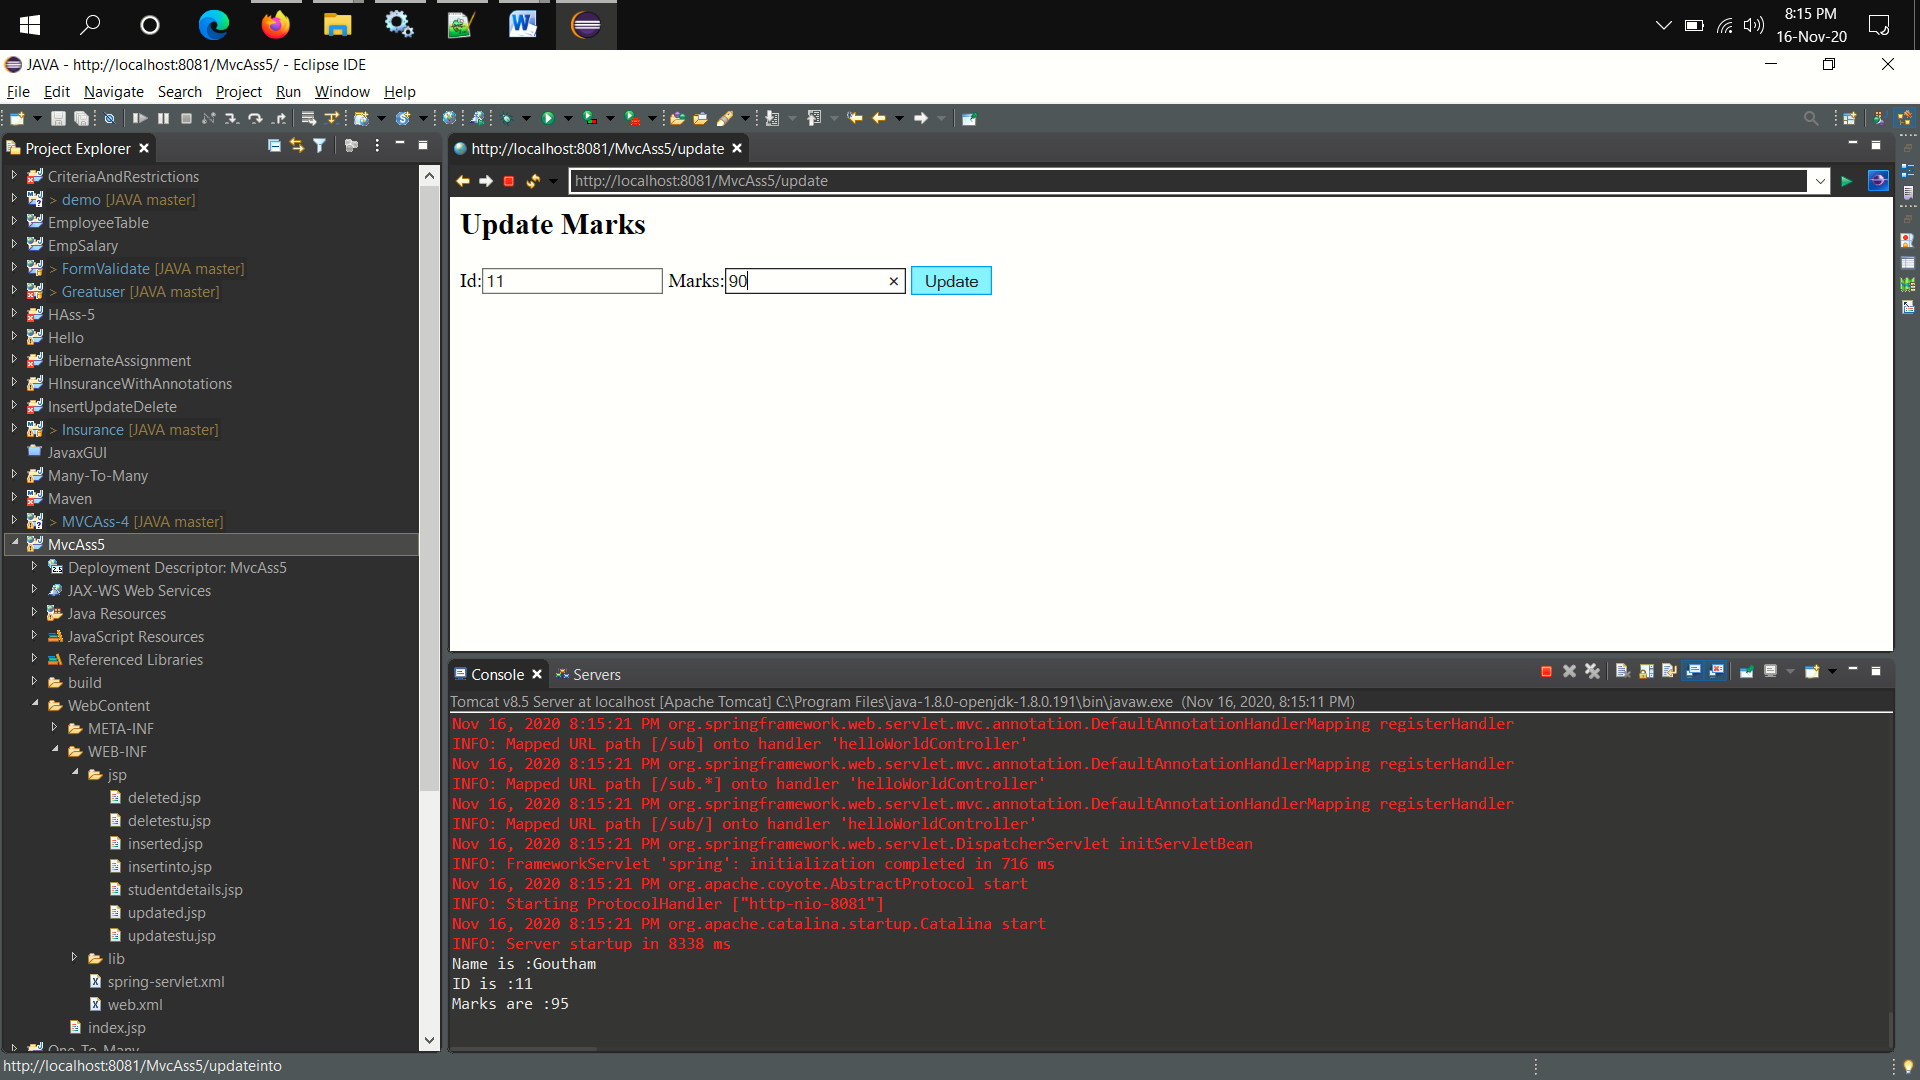 8:15 PM
16-Nov-20
JAVA - http://localhost:8081/MvcAss5/ - Eclipse IDE
File Edit Navigate Search Project Run Window Help
Project Explorer
http://localhost:8081/MvcAss5/update
http://localhost:8081/MvcAss5/update
CriteriaAndRestrictions
> demo [JAVA master]
EmployeeTable
EmpSalary
> FormValidate [JAVA master]
> Greatuser [JAVA master]
HAss-5
Hello
HibernateAssignment
HInsuranceWithAnnotations
InsertUpdateDelete
> Insurance [JAVA master]
JavaxGUI
Many-To-Many
Maven
> MVCAss-4 [JAVA master]
MvcAss5
Deployment Descriptor: MvcAss5
JAX-WS Web Services
Java Resources
JavaScript Resources
Referenced Libraries
build
WebContent
META-INF
WEB-INF
jsp
deleted.jsp
deletestu.jsp
inserted.jsp
insertinto.jsp
studentdetails.jsp
updated.jsp
updatestu.jsp
lib
spring-servlet.xml
web.xml
index.jsp
One-To-Many
Update Marks
Id: 11 Marks: 90 Update
Console Servers
Tomcat v8.5 Server at localhost [Apache Tomcat] C:\Program Files\java-1.8.0-openjdk-1.8.0.191\bin\javaw.exe (Nov 16, 2020, 8:15:11 PM)
Nov 16, 2020 8:15:21 PM org.springframework.web.servlet.mvc.annotation.DefaultAnnotationHandlerMapping registerHandler
INFO: Mapped URL path [/sub] onto handler 'helloWorldController'
Nov 16, 2020 8:15:21 PM org.springframework.web.servlet.mvc.annotation.DefaultAnnotationHandlerMapping registerHandler
INFO: Mapped URL path [/sub.*] onto handler 'helloWorldController'
Nov 16, 2020 8:15:21 PM org.springframework.web.servlet.mvc.annotation.DefaultAnnotationHandlerMapping registerHandler
INFO: Mapped URL path [/sub/] onto handler 'helloWorldController'
Nov 16, 2020 8:15:21 PM org.springframework.web.servlet.DispatcherServlet initServletBean
INFO: FrameworkServlet 'spring': initialization completed in 716 ms
Nov 16, 2020 8:15:21 PM org.apache.coyote.AbstractProtocol start
INFO: Starting ProtocolHandler ["http-nio-8081"]
Nov 16, 2020 8:15:21 PM org.apache.catalina.startup.Catalina start
INFO: Server startup in 8338 ms
Name is :Goutham
ID is :11
Marks are :95
http://localhost:8081/MvcAss5/updateinto